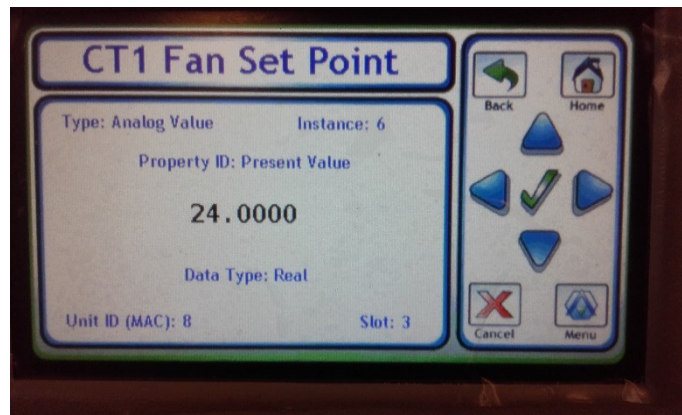 CT1 Fan Set Point
Type: Analog Value Instance: 6
Property ID: Present Value
24.0000
Data Type: Real
Unit ID (MAC): 8 Slot: 3
Back Home
Cancel Menu